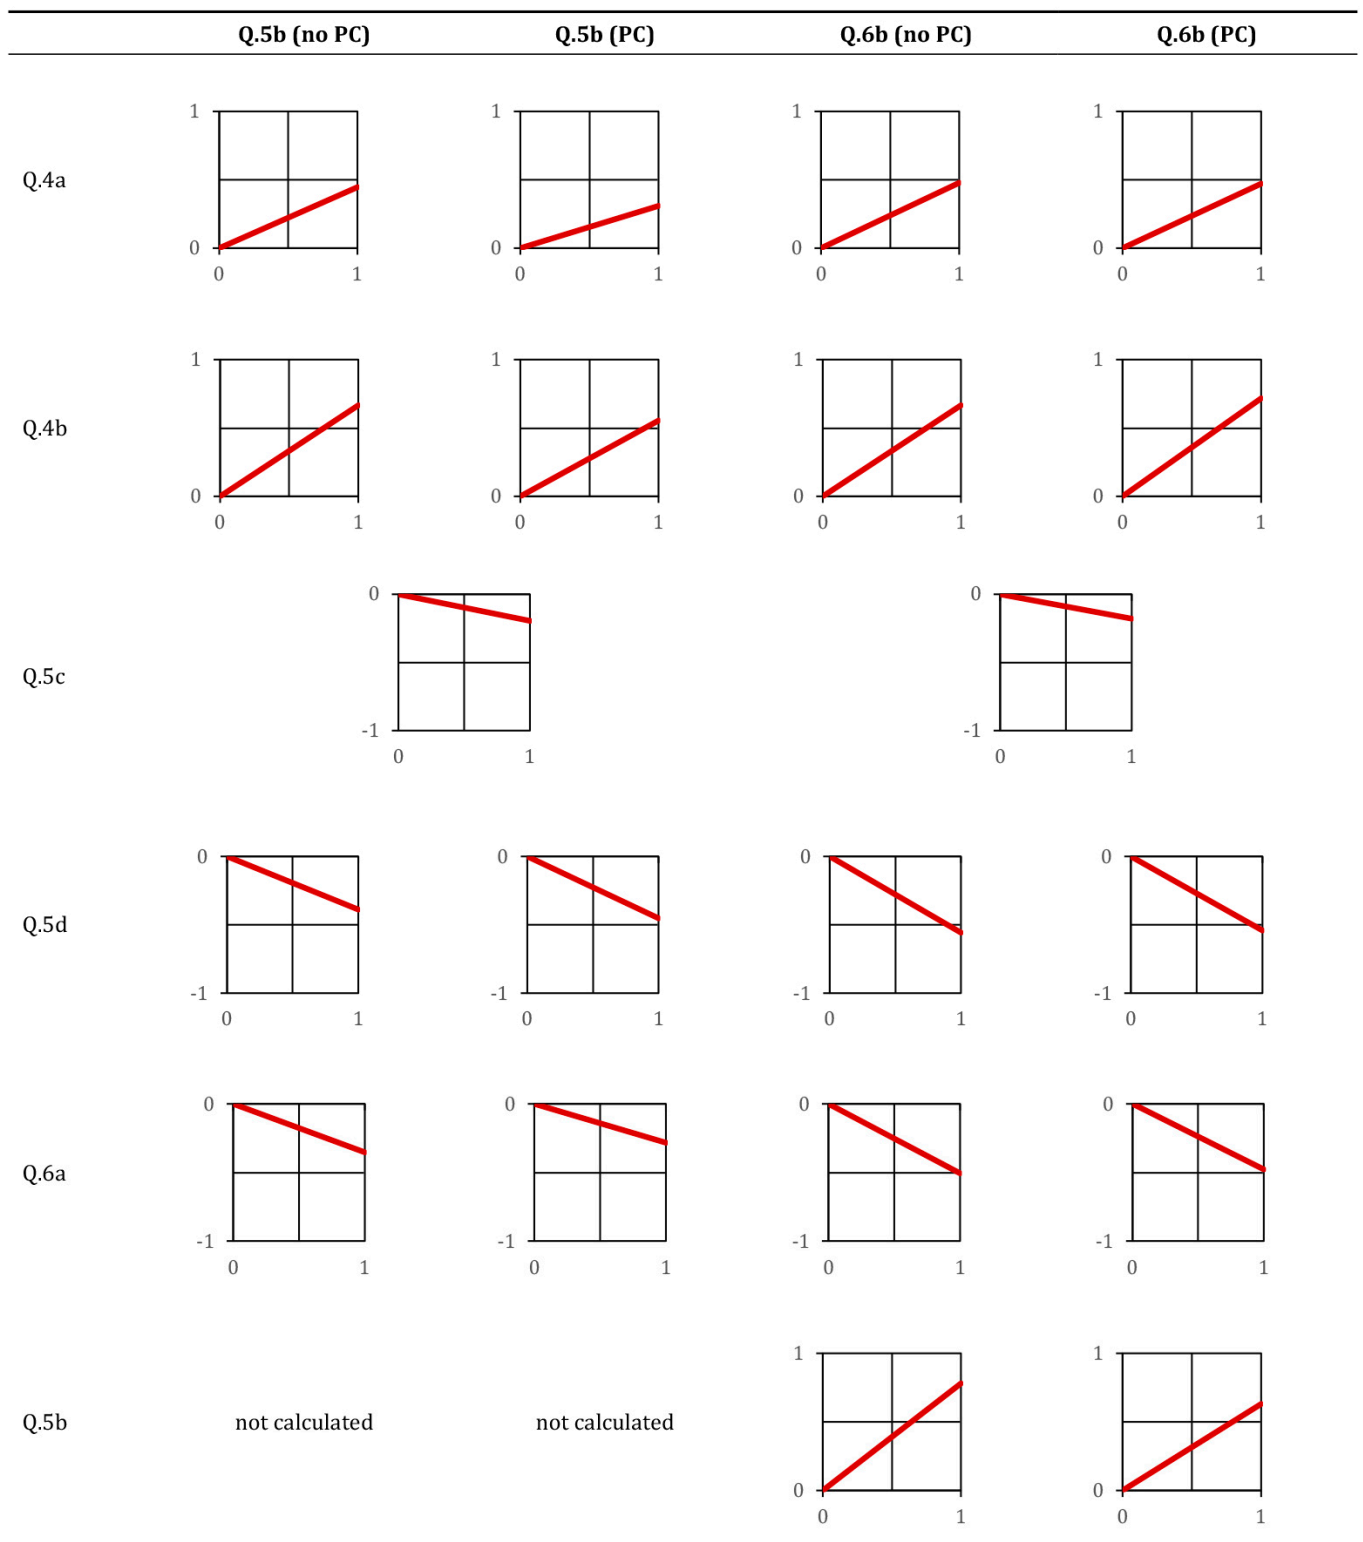 Q.5b (no PC) Q.5b (PC) Q.6b (no PC) Q.6b (PC)
1 1 1 1
Q.4a
0 0 0 0
0 1 0 1 0 1 0 1
1 1 1 1
Q.4b
0 0 0 0
0 1 0 1 0 1 0 1
0 0
Q.5c
-1 -1
0 1 0 1
0 0 0 0
Q.5d
-1 -1 -1 -1
0 1 0 1 0 1 0 1
0 0 0 0
Q.6a
-1 -1 -1 -1
0 1 0 1 0 1 0 1
1 1
Q.5b not calculated not calculated
0 0
0 1 0 1